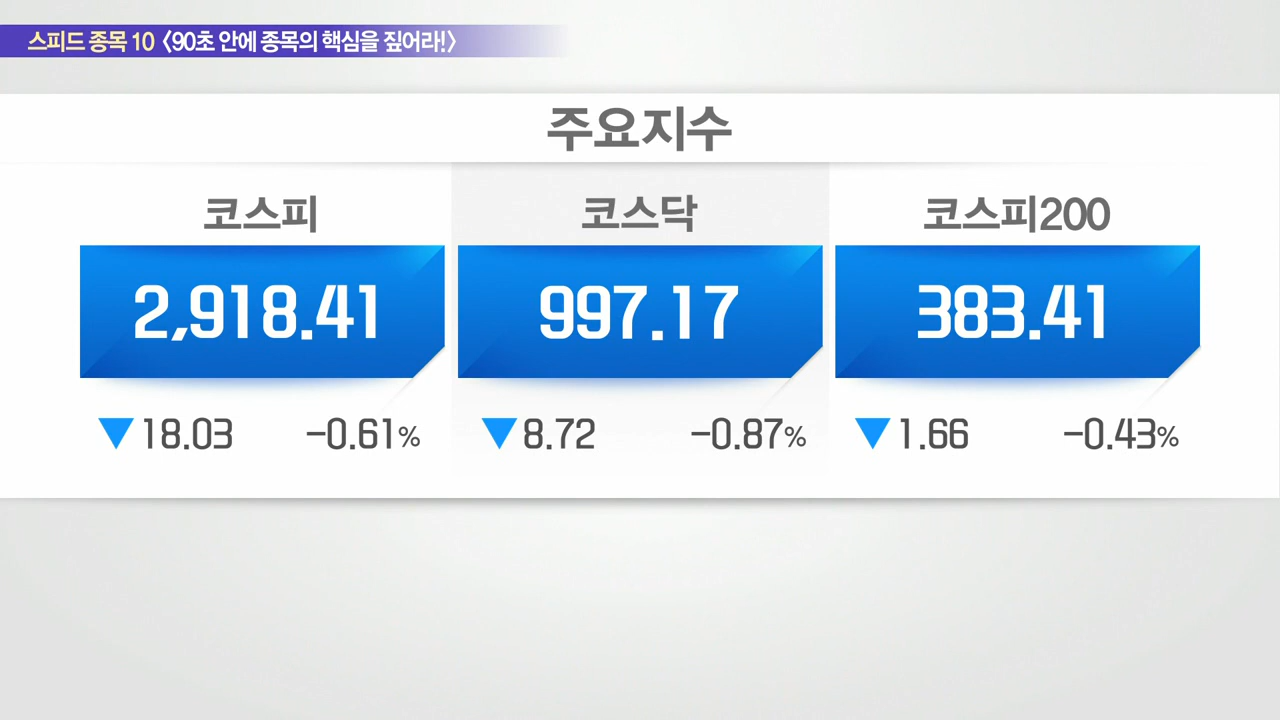 스피드 종목 10 <90초 안에 종목의 핵심을 짚어라!>
주요지수
코스피 코스닥 코스피200
2,918.41 997.17 383.41
▼18.03 -0.61% ▼8.72 -0.87% ▼1.66 -0.43%